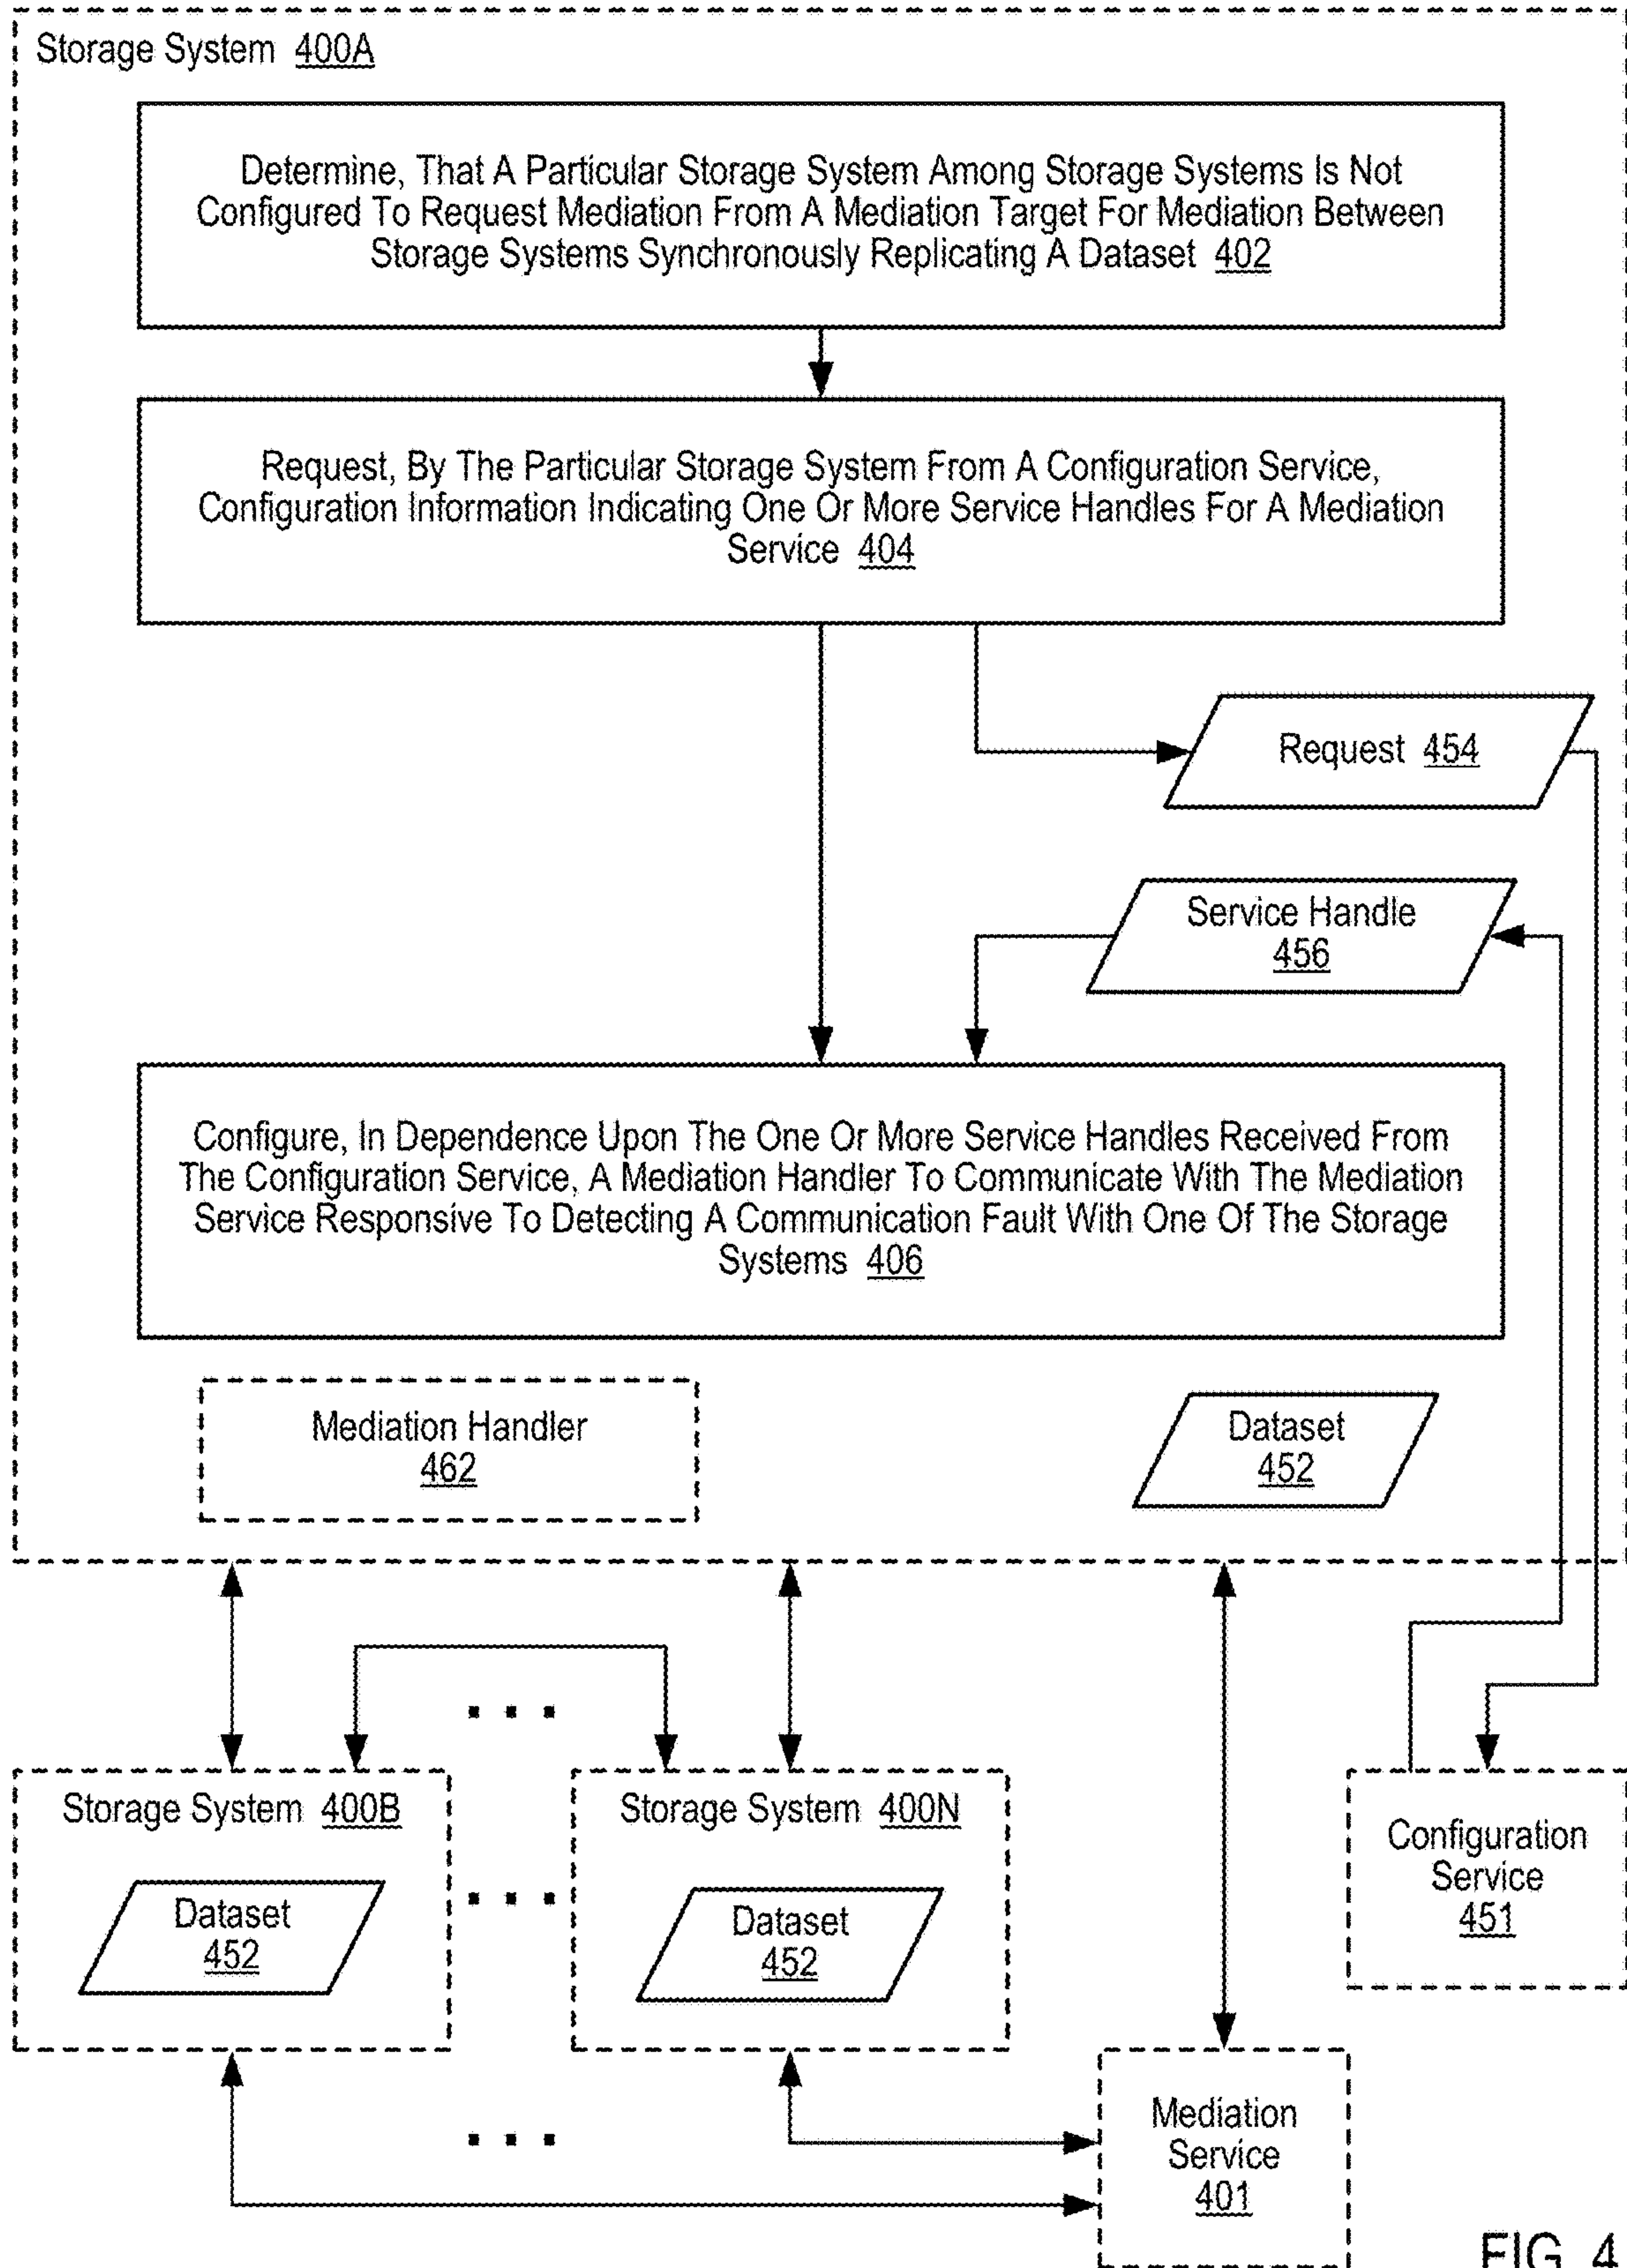 Storage System 400A
Determine, That A Particular Storage System Among Storage Systems Is Not
Configured To Request Mediation From A Mediation Target For Mediation Between
Storage Systems Synchronously Replicating A Dataset 402
Request, By The Particular Storage System From A Configuration Service,
Configuration Information Indicating One Or More Service Handles For A Mediation
Service 404
Request 454
Service Handle
456
Configure, In Dependence Upon The One Or More Service Handles Received From
The Configuration Service, A Mediation Handler To Communicate With The Mediation
Service Responsive To Detecting A Communication Fault With One Of The Storage
Systems 406
Mediation Handler
462
Dataset
452
Storage System 400B
Dataset
452
Storage System 400N
Dataset
452
Configuration
Service
451
Mediation
Service
401
FIG. 4